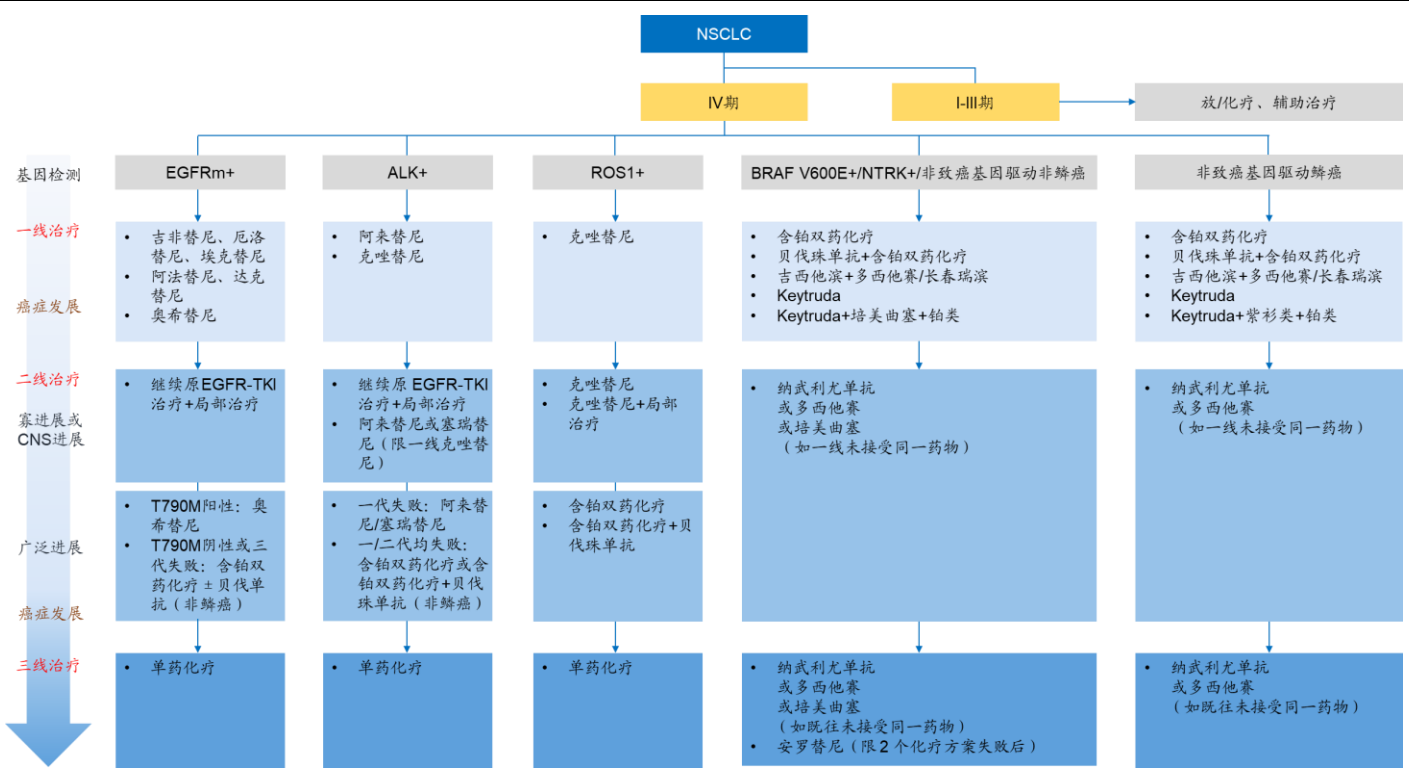 NSCLC
IV期
I-III期
放/化疗、辅助治疗
基因检测
EGFRm+
ALK+
ROS1+
BRAF V600E+/NTRK+/非致癌基因驱动非鳞癌
非致癌基因驱动鳞癌
一线治疗
• 吉非替尼、厄洛
替尼、埃克替尼
• 阿法替尼、达克
替尼
• 奥希替尼
• 阿来替尼
• 克唑替尼
• 克唑替尼
• 含铂双药化疗
• 贝伐珠单抗+含铂双药化疗
• 吉西他滨+多西他赛/长春瑞滨
• Keytruda
• Keytruda+培美曲塞+铂类
• 含铂双药化疗
• 贝伐珠单抗+含铂双药化疗
• 吉西他滨+多西他赛/长春瑞滨
• Keytruda
• Keytruda+紫衫类+铂类
癌症发展
二线治疗
寡进展或
CNS进展
• 继续原EGFR-TKI
治疗+局部治疗
• 继续原 EGFR-TKI
治疗+局部治疗
• 阿来替尼或塞瑞替
尼（限一线克唑替
尼）
• 克唑替尼
• 克唑替尼+局部
治疗
• 纳武利尤单抗
或多西他赛
或培美曲塞
（如一线未接受同一药物）
• 纳武利尤单抗
或多西他赛
（如一线未接受同一药物）
广泛进展
• T790M阳性：奥
希替尼
• T790M阴性或三
代失败：含铂双
药化疗±贝伐单
抗（非鳞癌）
• 一代失败：阿来替
尼/塞瑞替尼
• 一/二代均失败：
含铂双药化疗或含
铂双药化疗+贝伐
珠单抗（非鳞癌）
• 含铂双药化疗
• 含铂双药化疗+贝
伐珠单抗
癌症发展
三线治疗
• 单药化疗
• 单药化疗
• 单药化疗
• 纳武利尤单抗
或多西他赛
或培美曲塞
（如既往未接受同一药物）
• 安罗替尼（限2个化疗方案失败后）
• 纳武利尤单抗
或多西他赛
（如既往未接受同一药物）